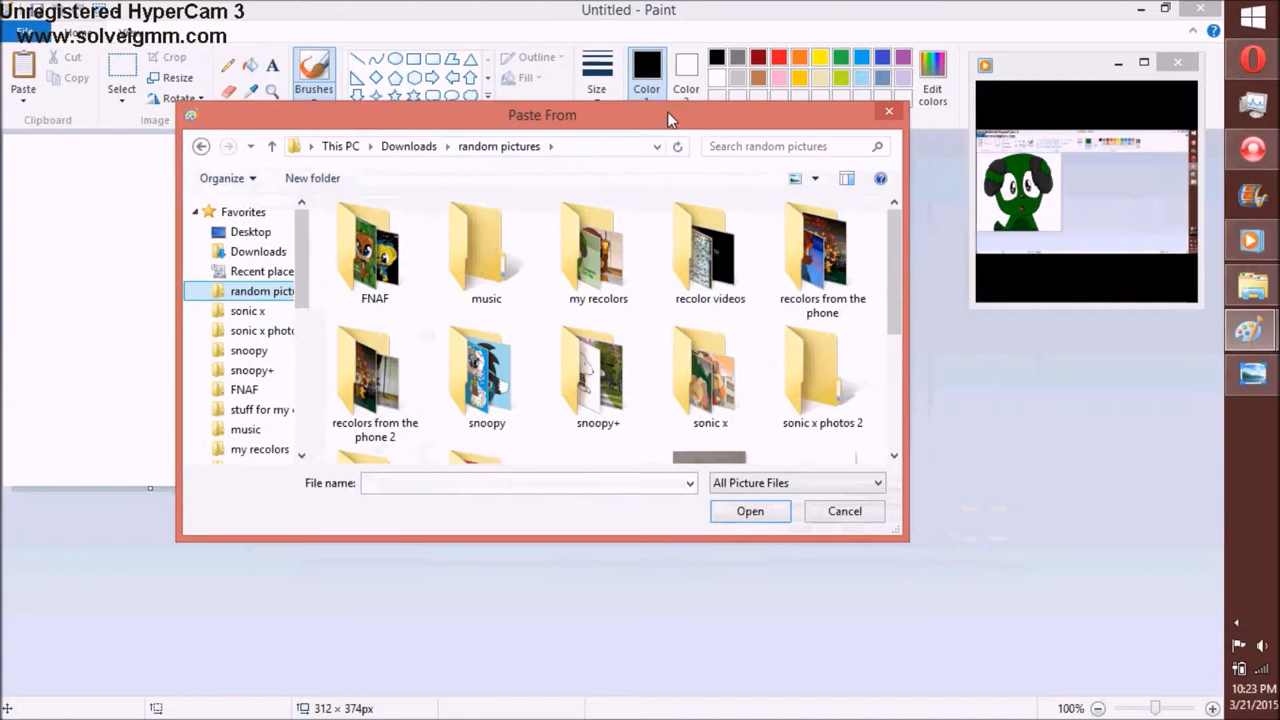 Unregistered HyperCam 3
www.solveigmm.com
Untitled - Paint
File
Paste
Cut
Copy
Clipboard
Select
Crop
Resize
Rotate
Image
Brushes
Outline
Fill
Size
Color
1
Color
2
Edit
colors
Paste From
This PC
Downloads
random pictures
Search random pictures
Organize
New folder
Favorites
Desktop
Downloads
Recent place
random pict
sonic x
sonic x photo
snoopy
snoopy+
FNAF
stuff for my
music
my recolors
FNAF
music
my recolors
recolor videos
recolors from the
phone
recolors from the
phone 2
snoopy
snoopy+
sonic x
sonic x photos 2
File name:
All Picture Files
Open
Cancel
312 × 374px
100%
10:23 PM
3/21/2015